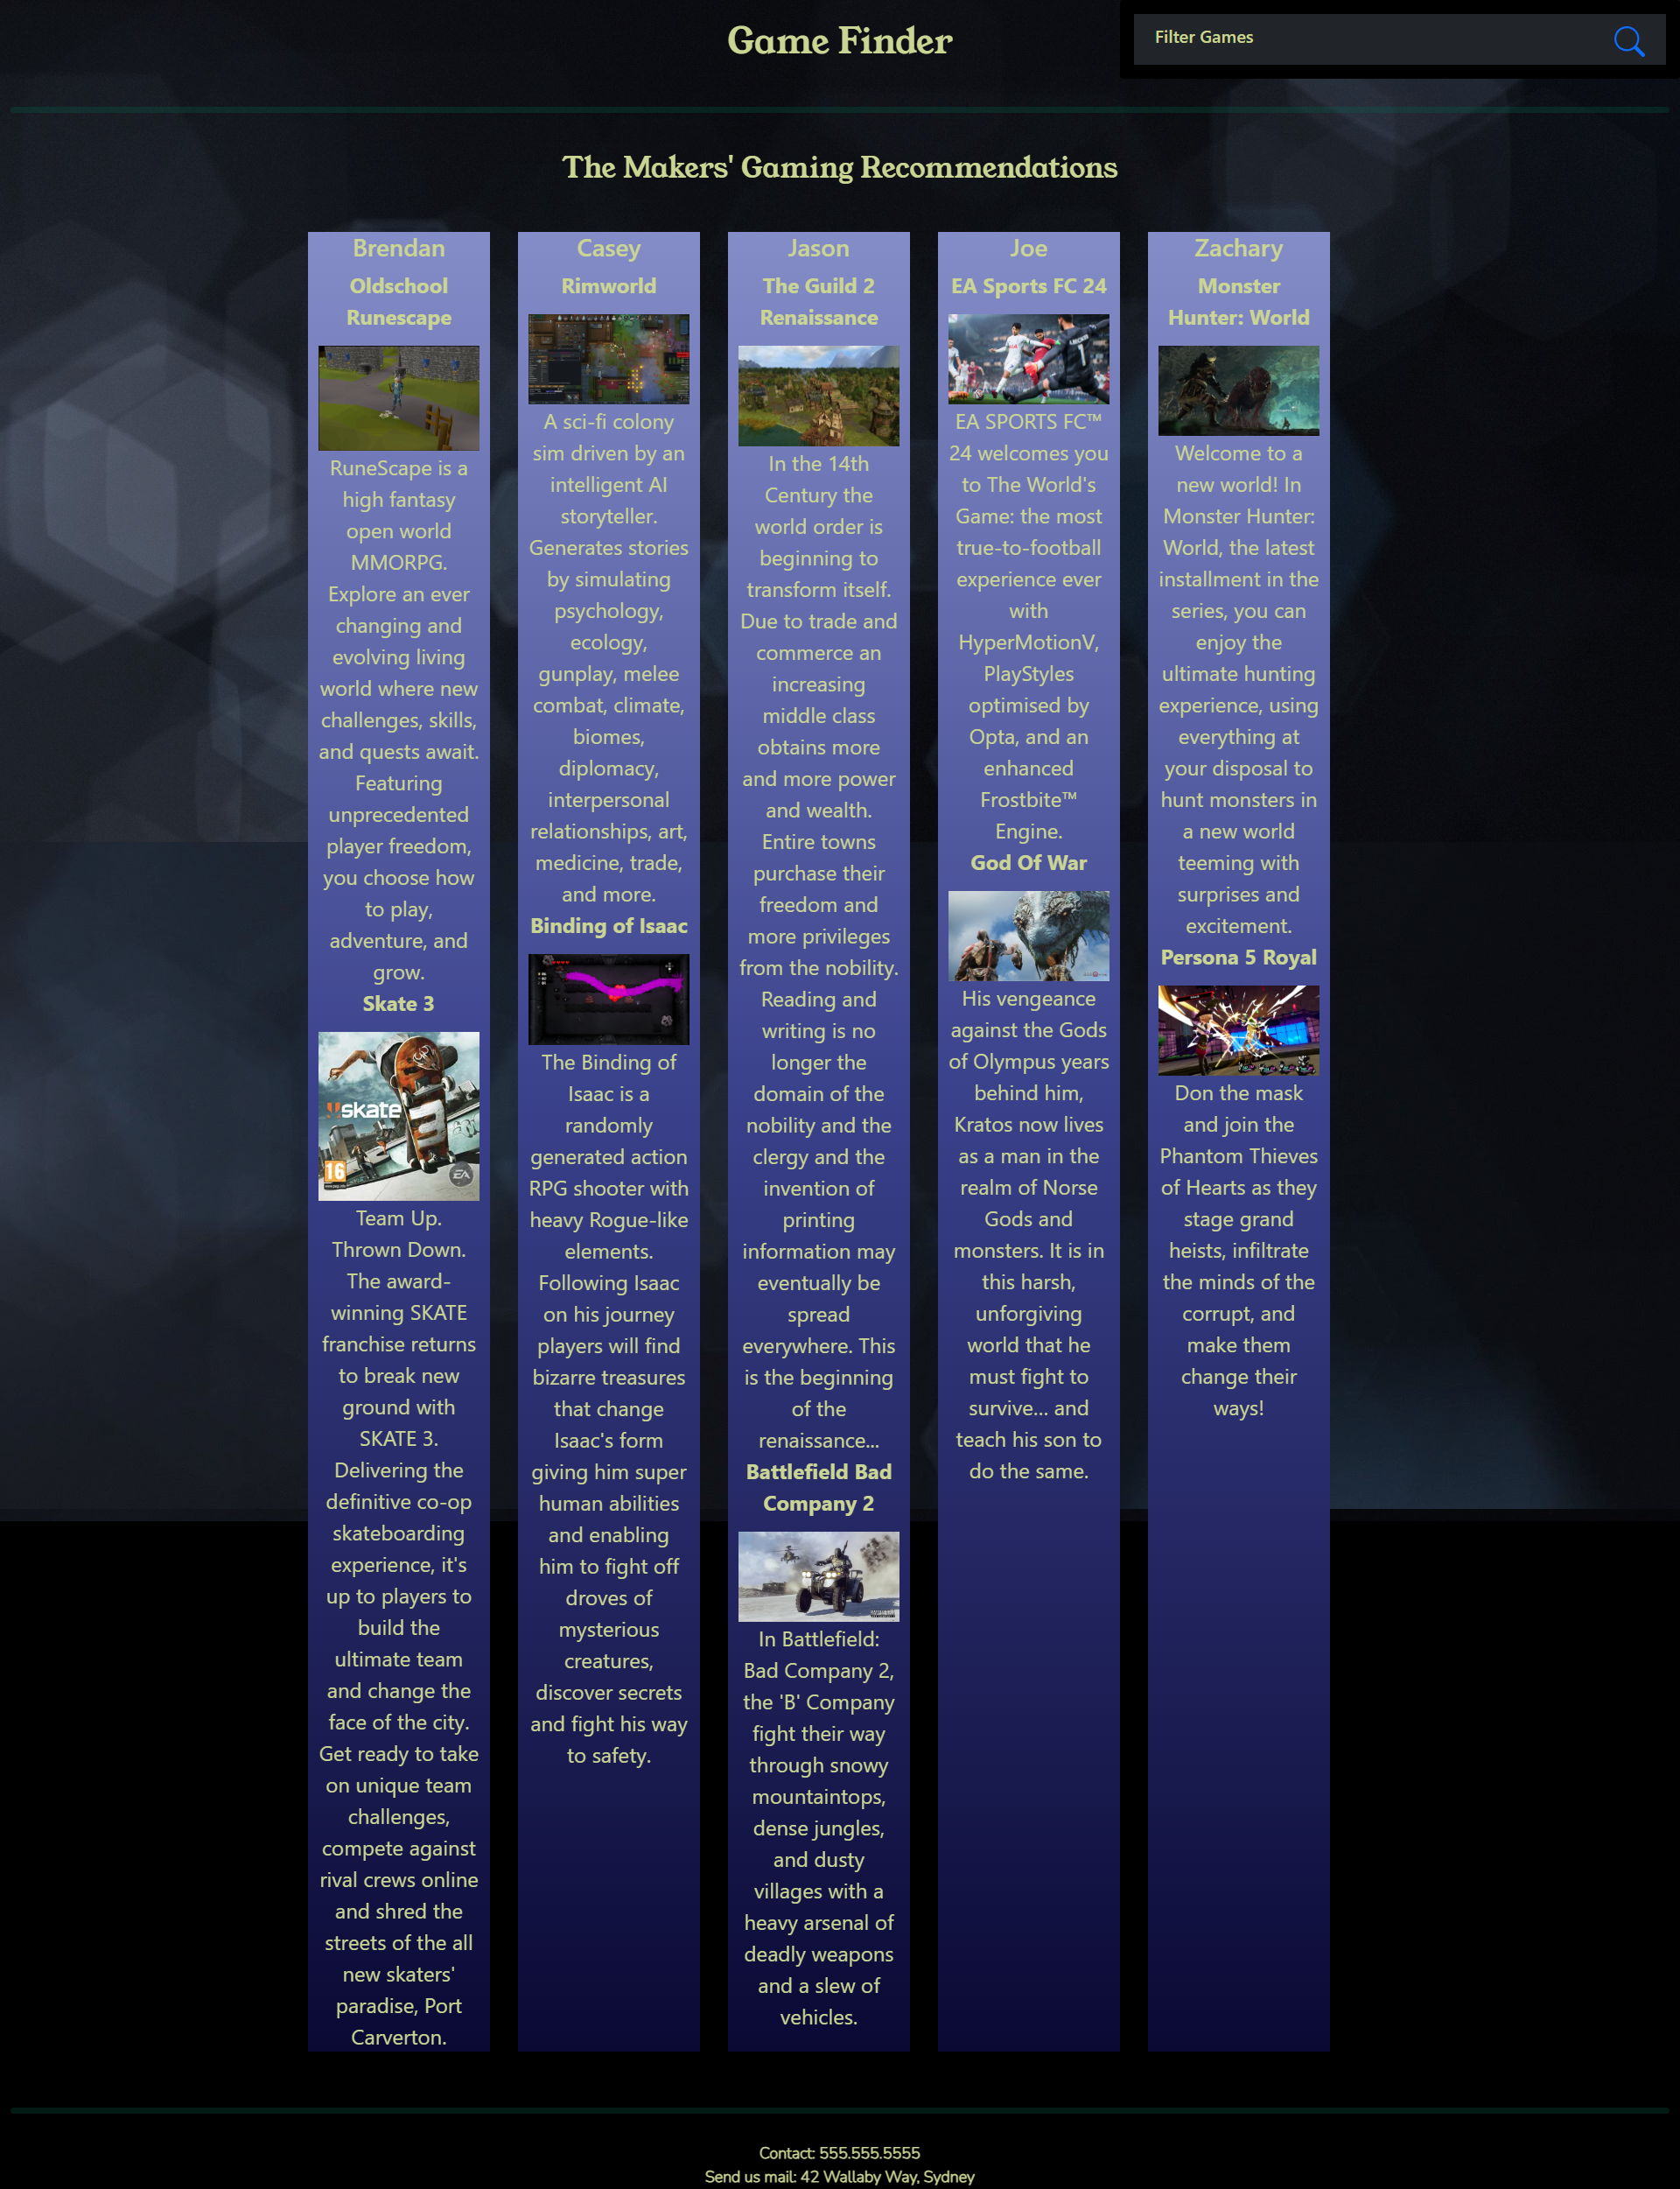 Game Finder
Filter Games
The Makers' Gaming Recommendations
Brendan
Oldschool
Runescape
RuneScape is a
high fantasy
open world
MMORPG.
Explore an ever
changing and
evolving living
world where new
challenges, skills,
and quests await.
Featuring
unprecedented
player freedom,
you choose how
to play,
adventure, and
grow.
Skate 3
skate
16
EA
Team Up.
Thrown Down.
The award-
winning SKATE
franchise returns
to break new
ground with
SKATE 3.
Delivering the
definitive co-op
skateboarding
experience, it's
up to players to
build the
ultimate team
and change the
face of the city.
Get ready to take
on unique team
challenges,
compete against
rival crews online
and shred the
streets of the all
new skaters'
paradise, Port
Carverton.
Casey
Rimworld
A sci-fi colony
sim driven by an
intelligent AI
storyteller.
Generates stories
by simulating
psychology,
ecology,
gunplay, melee
combat, climate,
biomes,
diplomacy,
interpersonal
relationships, art,
medicine, trade,
and more.
Binding of Isaac
The Binding of
Isaac is a
randomly
generated action
RPG shooter with
heavy Rogue-like
elements.
Following Isaac
on his journey
players will find
bizarre treasures
that change
Isaac's form
giving him super
human abilities
and enabling
him to fight off
droves of
mysterious
creatures,
discover secrets
and fight his way
to safety.
Jason
The Guild 2
Renaissance
In the 14th
Century the
world order is
beginning to
transform itself.
Due to trade and
commerce an
increasing
middle class
obtains more
and more power
and wealth.
Entire towns
purchase their
freedom and
more privileges
from the nobility.
Reading and
writing is no
longer the
domain of the
nobility and the
clergy and the
invention of
printing
information may
eventually be
spread
everywhere. This
is the beginning
of the
renaissance...
Battlefield Bad
Company 2
In Battlefield:
Bad Company 2,
the 'B' Company
fight their way
through snowy
mountaintops,
dense jungles,
and dusty
villages with a
heavy arsenal of
deadly weapons
and a slew of
vehicles.
Joe
EA Sports FC 24
EA SPORTS FC™
24 welcomes you
to The World's
Game: the most
true-to-football
experience ever
with
HyperMotionV,
PlayStyles
optimised by
Opta, and an
enhanced
Frostbite™
Engine.
God Of War
His vengeance
against the Gods
of Olympus years
behind him,
Kratos now lives
as a man in the
realm of Norse
Gods and
monsters. It is in
this harsh,
unforgiving
world that he
must fight to
survive… and
teach his son to
do the same.
Zachary
Monster
Hunter: World
Welcome to a
new world! In
Monster Hunter:
World, the latest
installment in the
series, you can
enjoy the
ultimate hunting
experience, using
everything at
your disposal to
hunt monsters in
a new world
teeming with
surprises and
excitement.
Persona 5 Royal
Don the mask
and join the
Phantom Thieves
of Hearts as they
stage grand
heists, infiltrate
the minds of the
corrupt, and
make them
change their
ways!
Contact: 555.555.5555
Send us mail: 42 Wallaby Way, Sydney